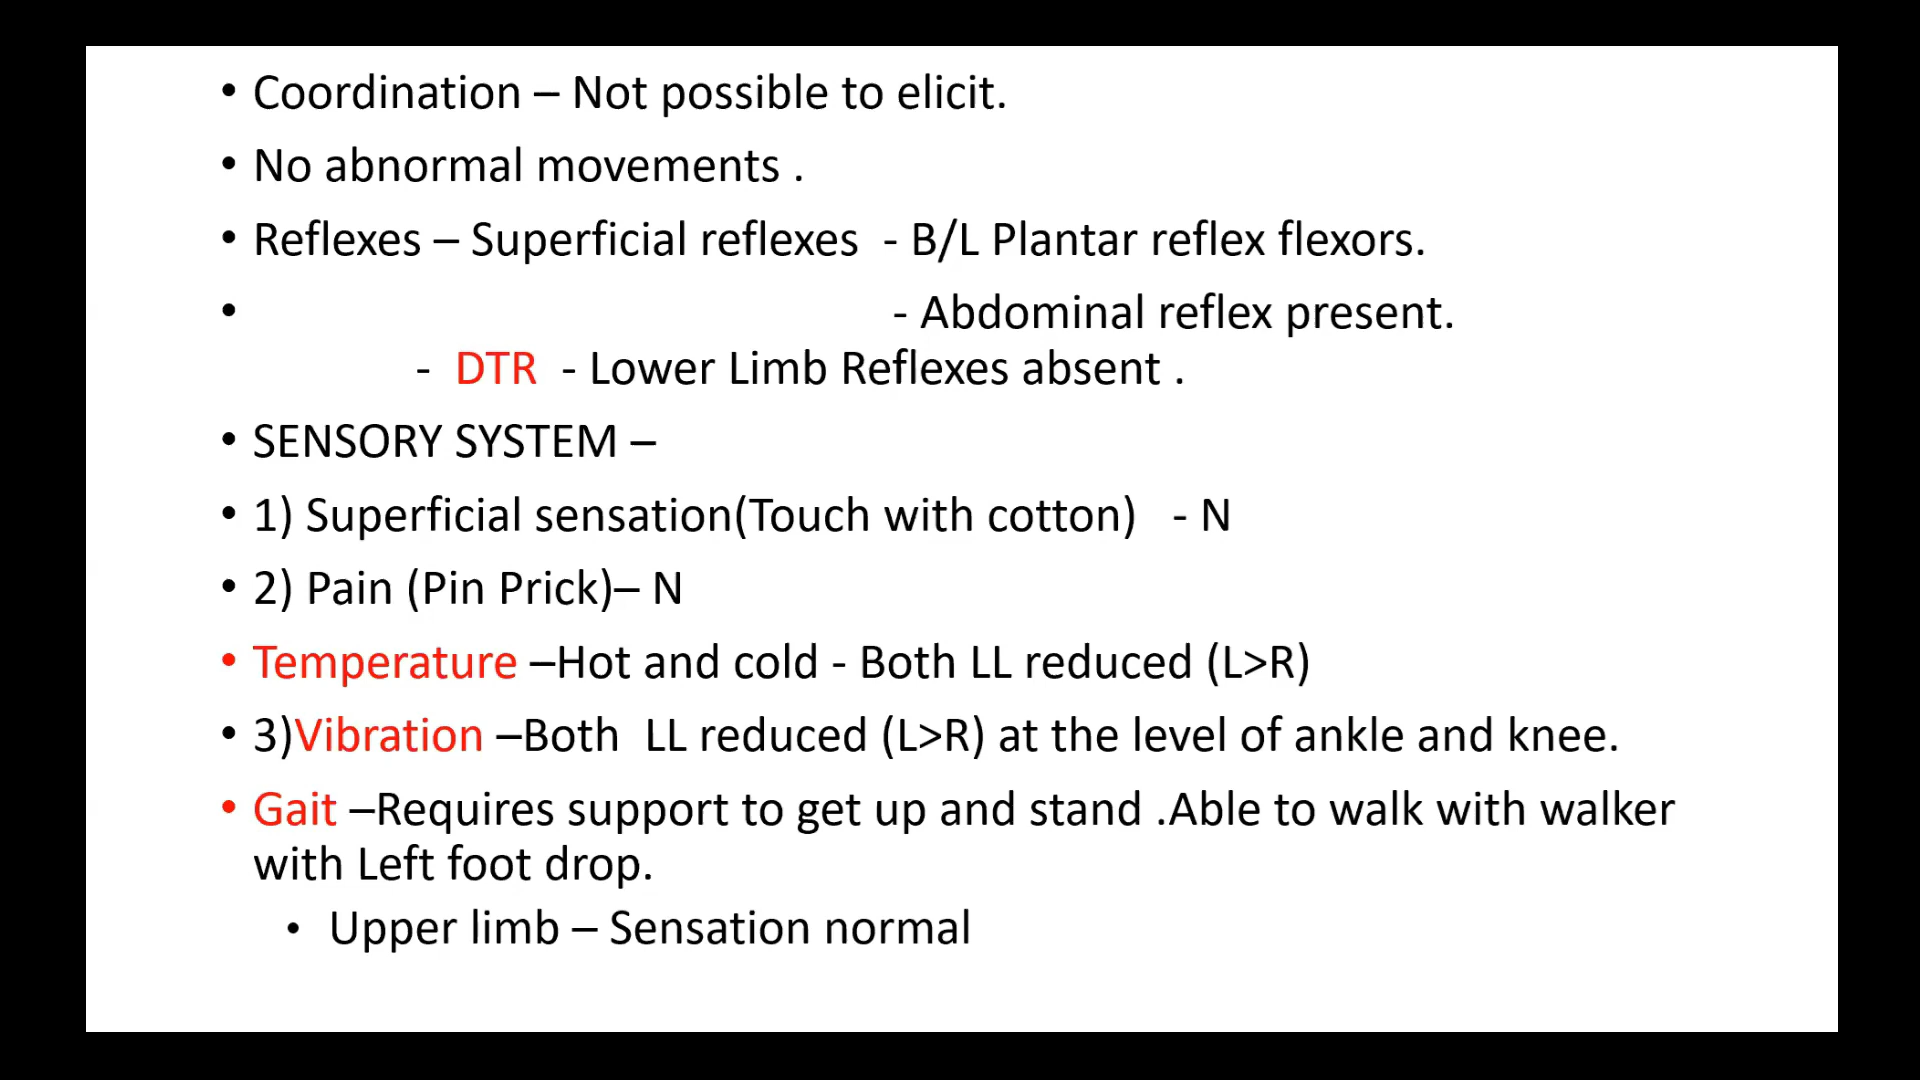 • Coordination – Not possible to elicit.
• No abnormal movements .
• Reflexes – Superficial reflexes - B/L Plantar reflex flexors.
• - Abdominal reflex present.
- DTR - Lower Limb Reflexes absent .
• SENSORY SYSTEM –
• 1) Superficial sensation(Touch with cotton) - N
• 2) Pain (Pin Prick)– N
• Temperature –Hot and cold - Both LL reduced (L>R)
• 3)Vibration –Both LL reduced (L>R) at the level of ankle and knee.
• Gait –Requires support to get up and stand .Able to walk with walker
with Left foot drop.
• Upper limb – Sensation normal